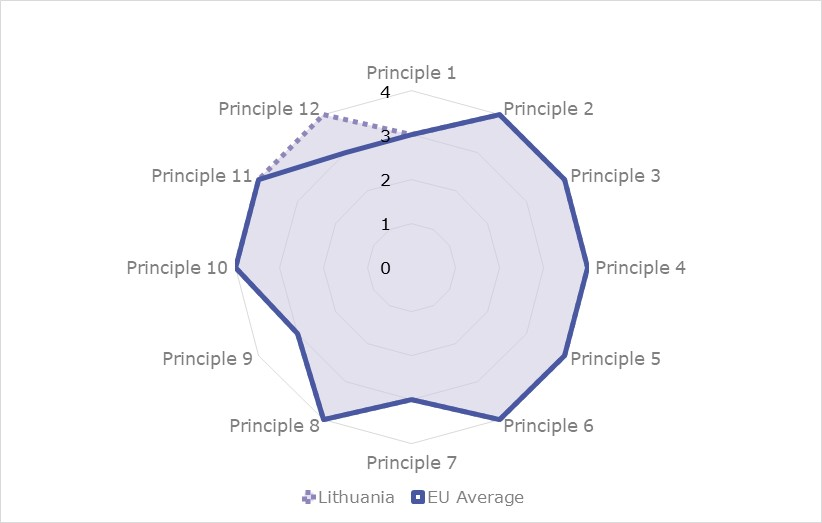 Principle 1
4
Principle 12
Principle 2
3
Principle 11
Principle 3
2
1
Principle 10
0
Principle 4
Principle 9
Principle 5
Principle 8
Principle 6
Principle 7
Lithuania
EU Average